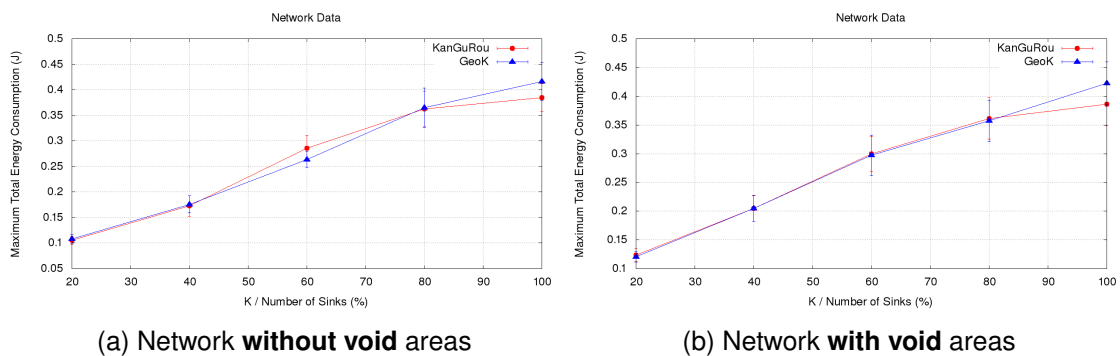 Network Data
0.5
0.45
0.4
0.35
0.3
0.25
0.2
0.15
0.1
0.05
Maximum Total Energy Consumption (J)
KanGuRou
GeoK
20 30 40 50 60 70 80 90 100
K / Number of Sinks (%)
(a) Network without void areas
Network Data
0.5
0.45
0.4
0.35
0.3
0.25
0.2
0.15
0.1
Maximum Total Energy Consumption (J)
KanGuRou
GeoK
20 30 40 50 60 70 80 90 100
K / Number of Sinks (%)
(b) Network with void areas